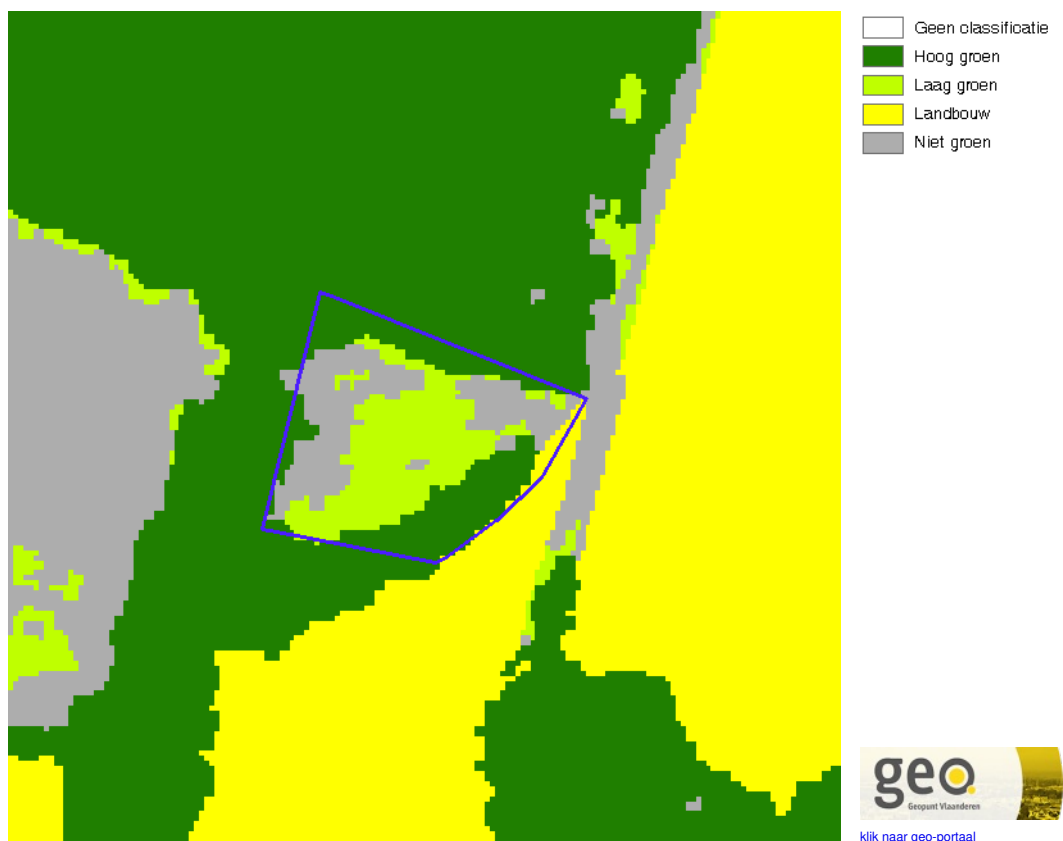 Geen classificatie
Hoog groen
Laag groen
Landbouw
Niet groen
geo
Geopunt Vlaanderen
klik naar geo-portaal